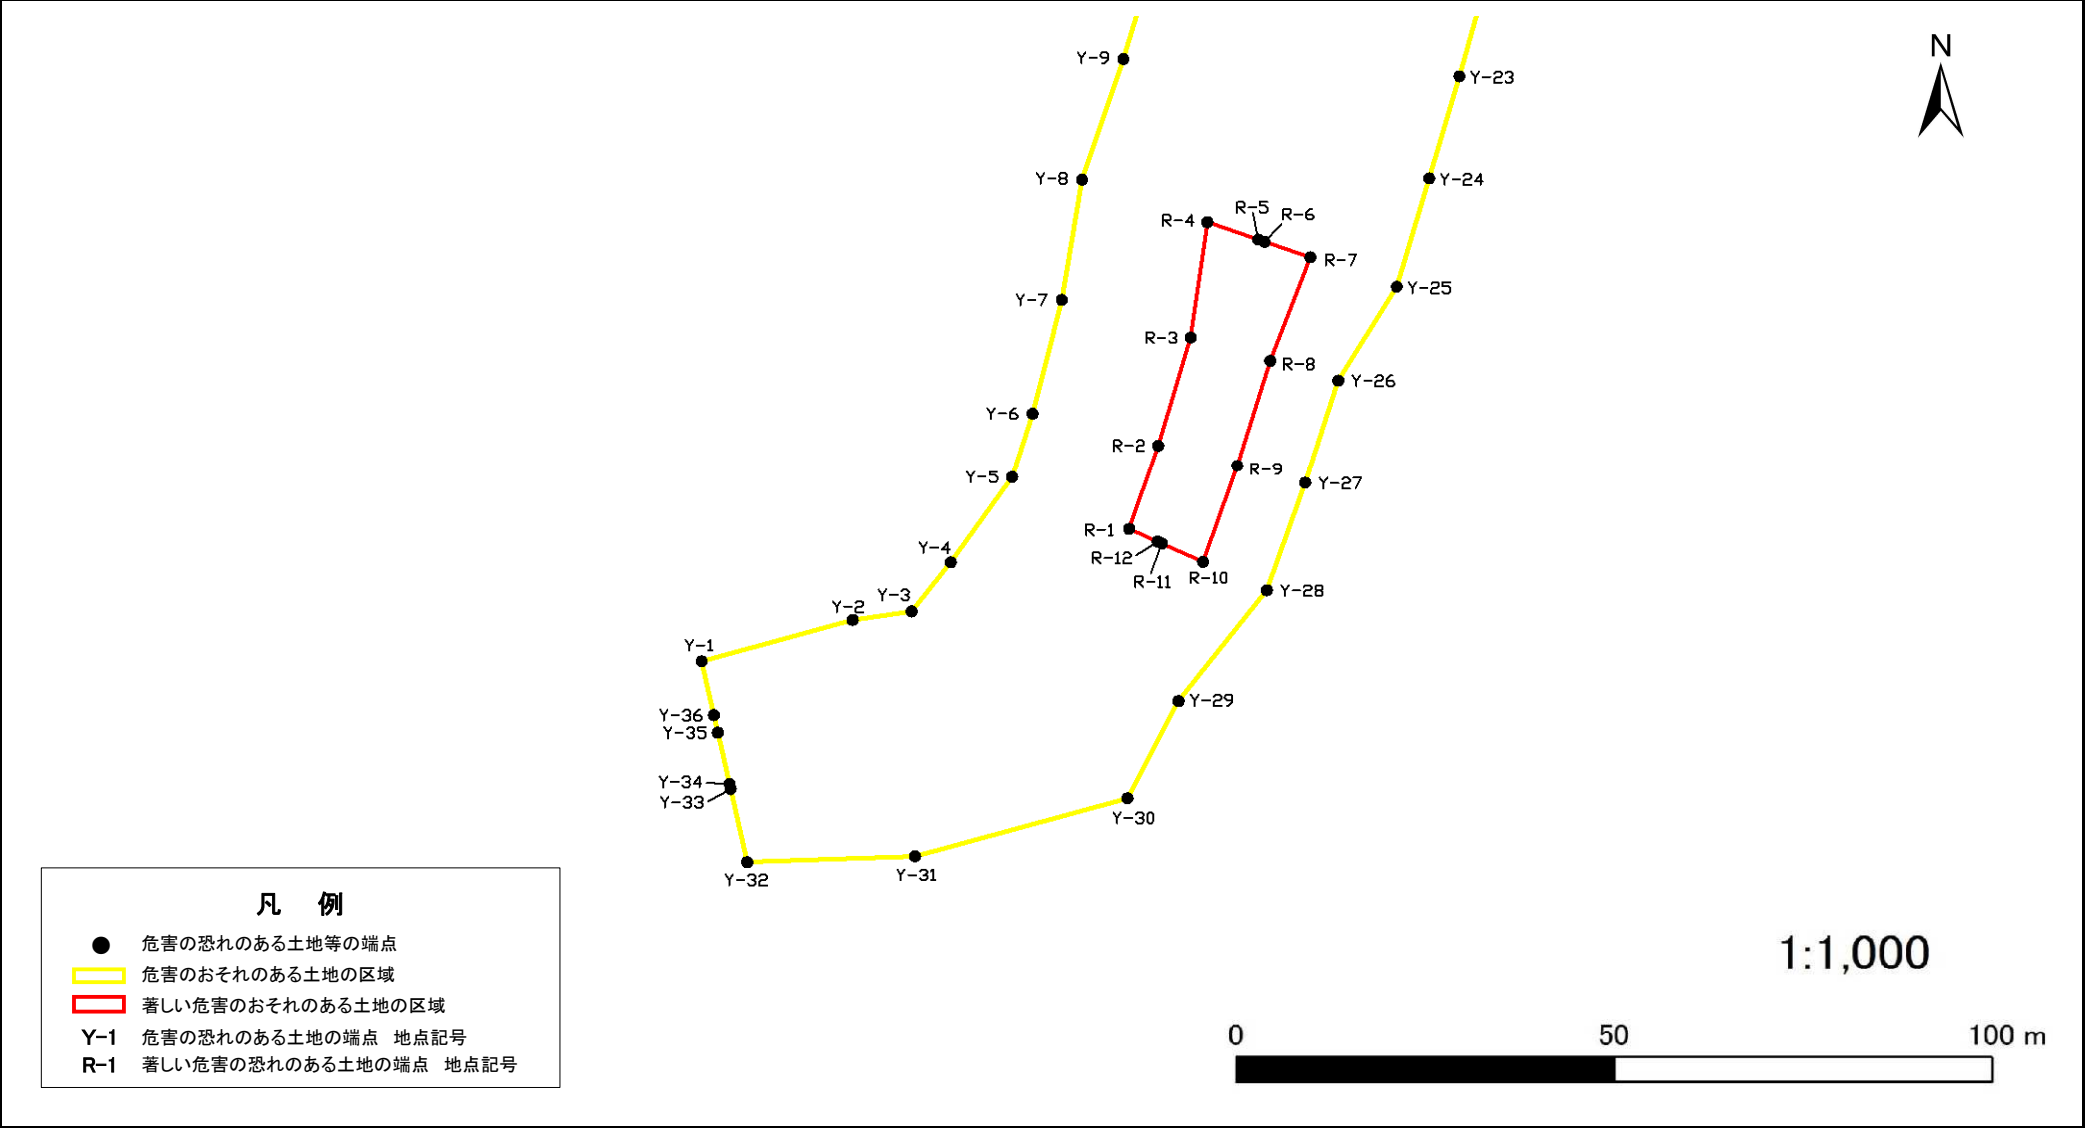 N
Y-9
Y-23
Y-8
Y-24
R-5
R-6
R-4
R-7
Y-7
Y-25
R-3
R-8
Y-26
Y-6
R-2
R-9
Y-5
Y-27
R-1
R-12
R-11
R-10
Y-4
Y-28
Y-3
Y-2
Y-1
Y-36
Y-35
Y-29
Y-34
Y-33
Y-30
Y-31
Y-32
凡 例
危害の恐れのある土地等の端点
危害のおそれのある土地の区域
著しい危害のおそれのある土地の区域
Y-1 危害の恐れのある土地の端点 地点記号
R-1 著しい危害の恐れのある土地の端点 地点記号
1:1,000
0 50 100 m